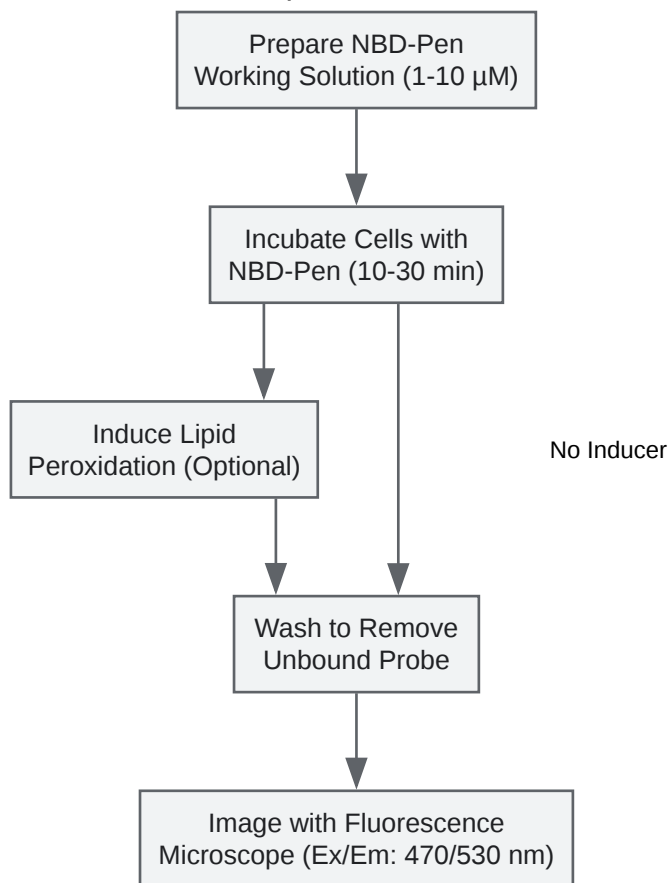 Prepare NBD-Pen
Working Solution (1-10 µM)
Incubate Cells with
NBD-Pen (10-30 min)
Induce Lipid
Peroxidation (Optional)
No Inducer
Wash to Remove
Unbound Probe
Image with Fluorescence
Microscope (Ex/Em: 470/530 nm)